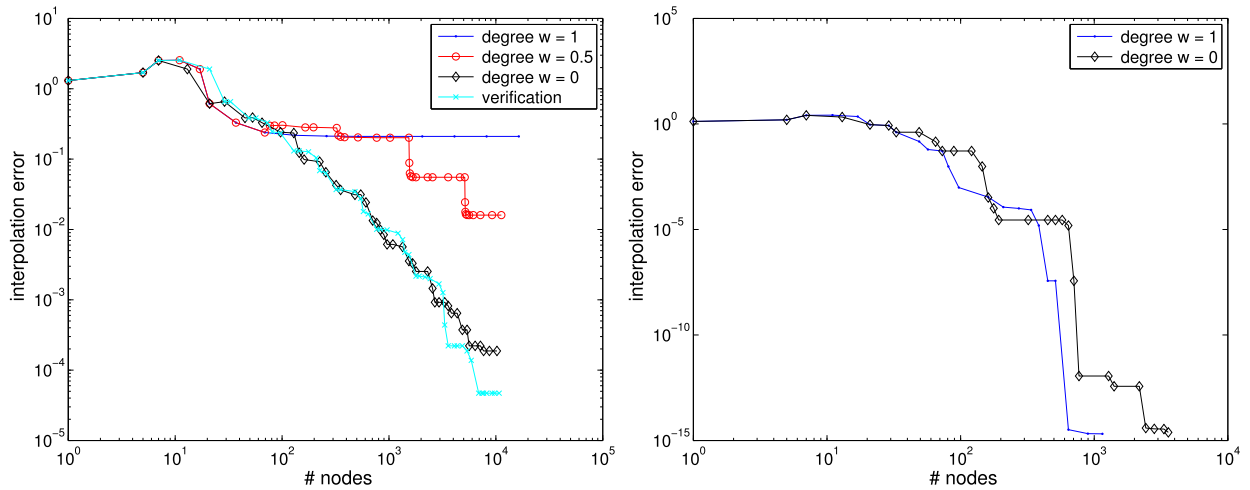 10^1
10^0
10^−1
10^−2
10^−3
10^−4
10^−5
interpolation error
10^0
10^1
10^2
10^3
10^4
10^5
# nodes
degree w = 1
degree w = 0.5
degree w = 0
verification
10^5
10^0
10^−5
10^−10
10^−15
interpolation error
10^0
10^1
10^2
10^3
10^4
# nodes
degree w = 1
degree w = 0